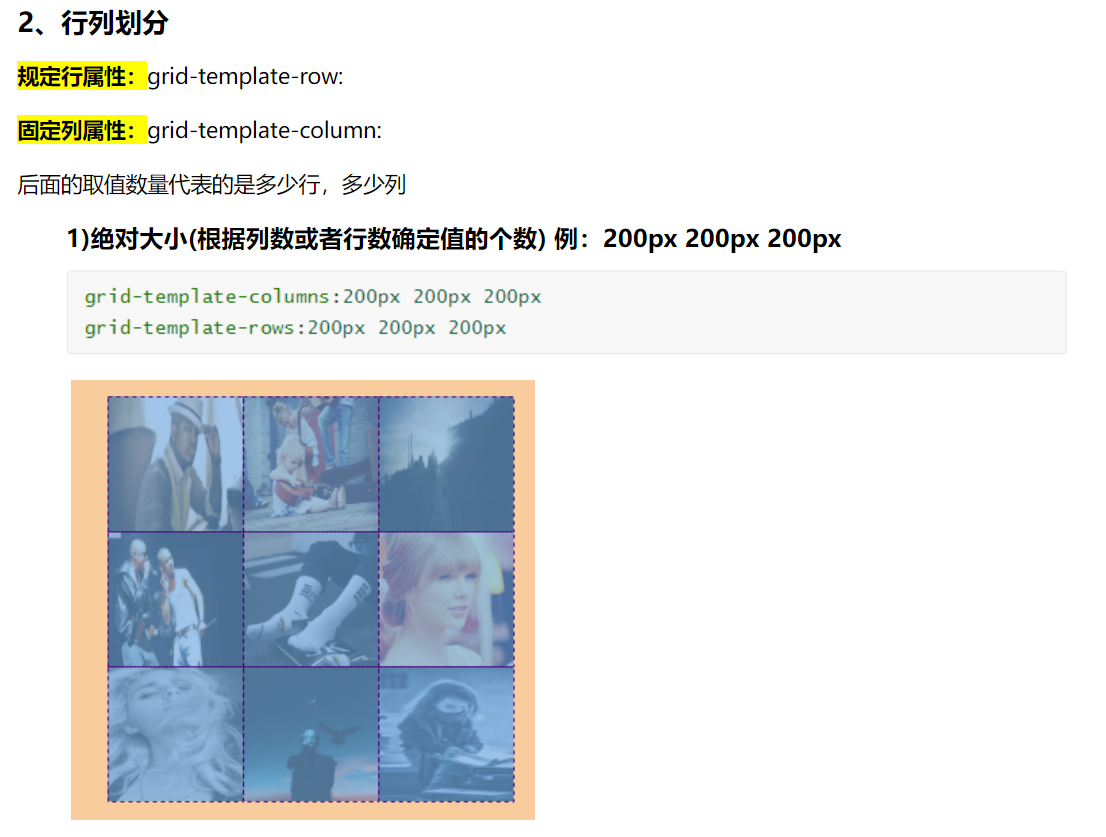 2、行列划分
规定行属性：grid-template-row:
固定列属性：grid-template-column:
后面的取值数量代表的是多少行，多少列
1)绝对大小(根据列数或者行数确定值的个数) 例：200px 200px 200px
grid-template-columns:200px 200px 200px
grid-template-rows:200px 200px 200px